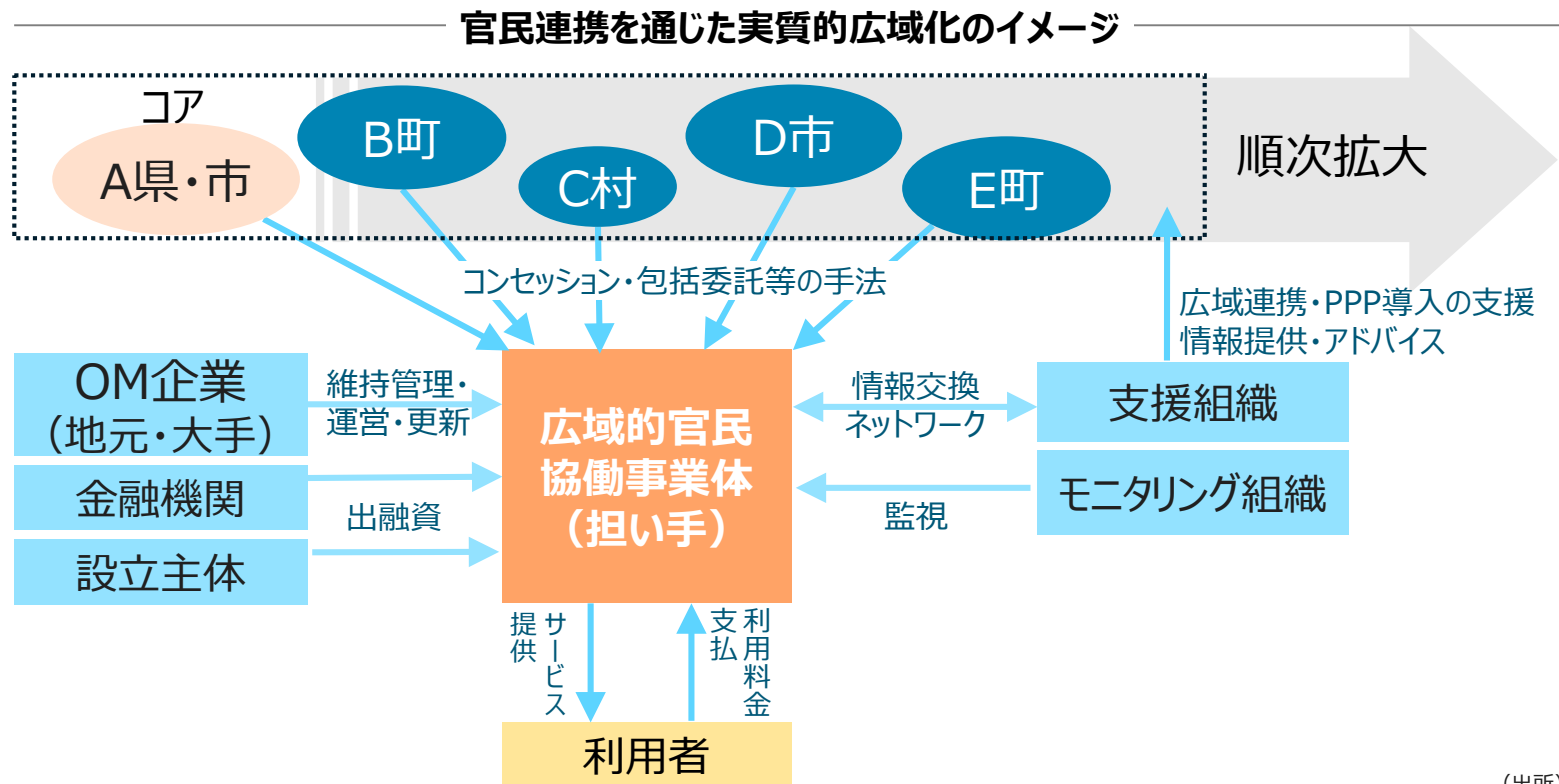 官民連携を通じた実質的広域化のイメージ
コア
A県・市
B町
C村
D市
E町
順次拡大
コンセッション・包括委託等の手法
広域連携・PPP導入の支援
情報提供・アドバイス
OM企業
（地元・大手）
維持管理・
運営・更新
金融機関
出融資
設立主体
広域的官民
協働事業体
（担い手）
情報交換
ネットワーク
支援組織
監視
モニタリング組織
サービス
提供
利用料金
支払
利用者
（出所）